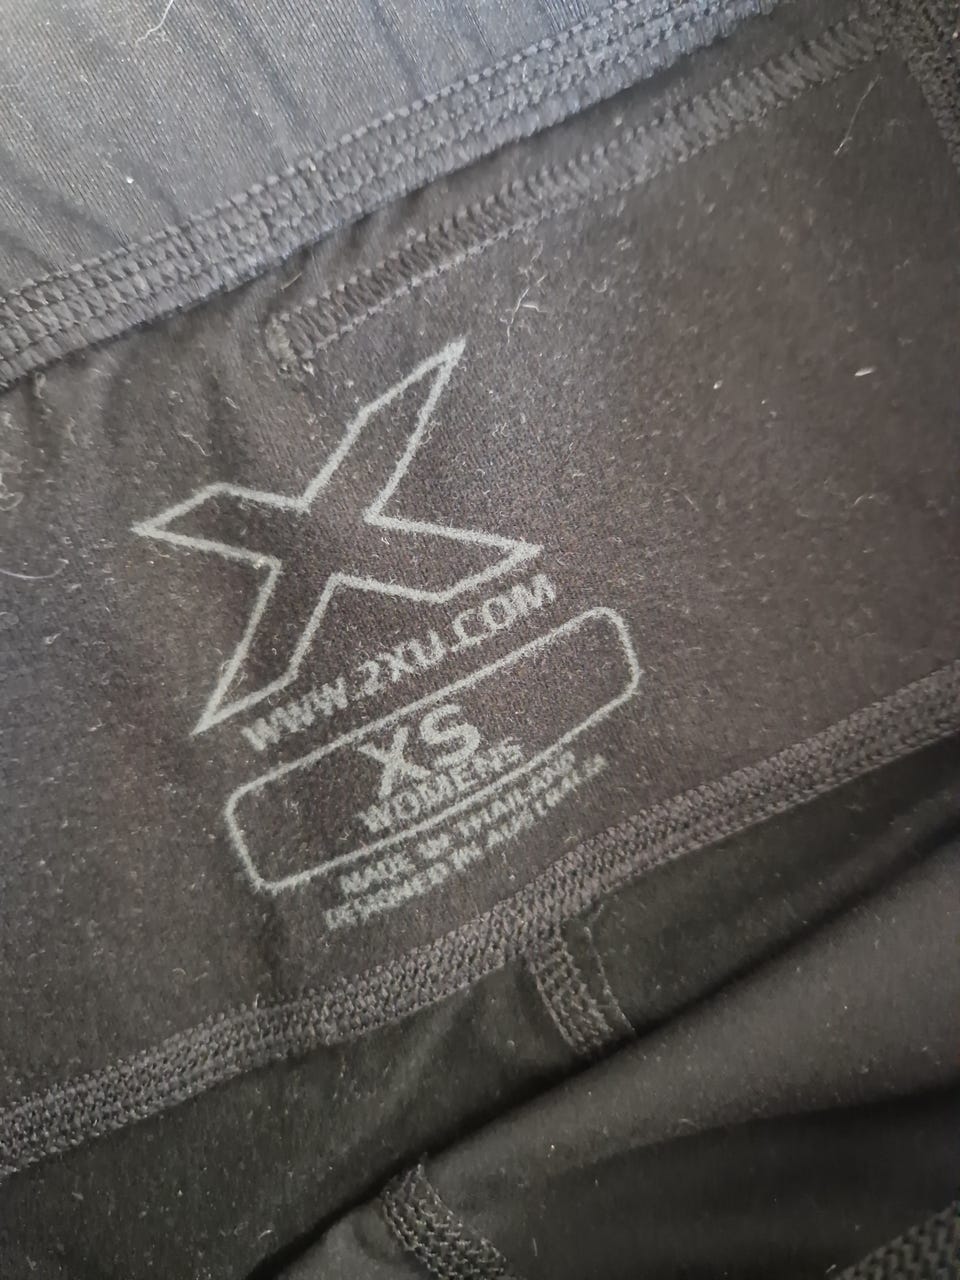 WWW.2XU.COM
XS
WOMENS
MADE IN THAILAND
DESIGNED IN AUSTRALIA